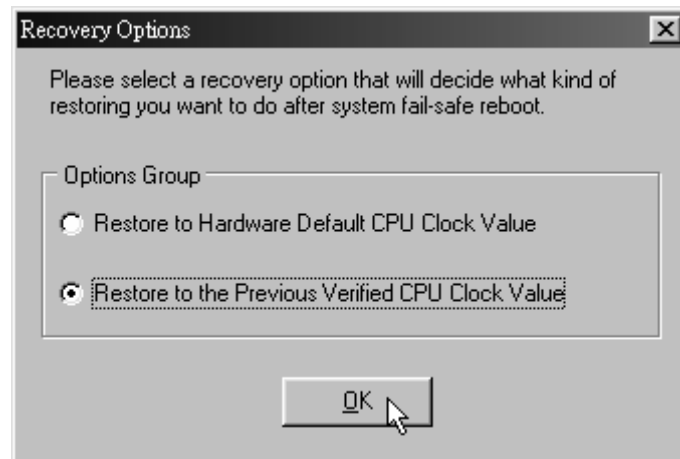 Recovery Options
Please select a recovery option that will decide what kind of
restoring you want to do after system fail-safe reboot.
Options Group
Restore to Hardware Default CPU Clock Value
Restore to the Previous Verified CPU Clock Value
OK